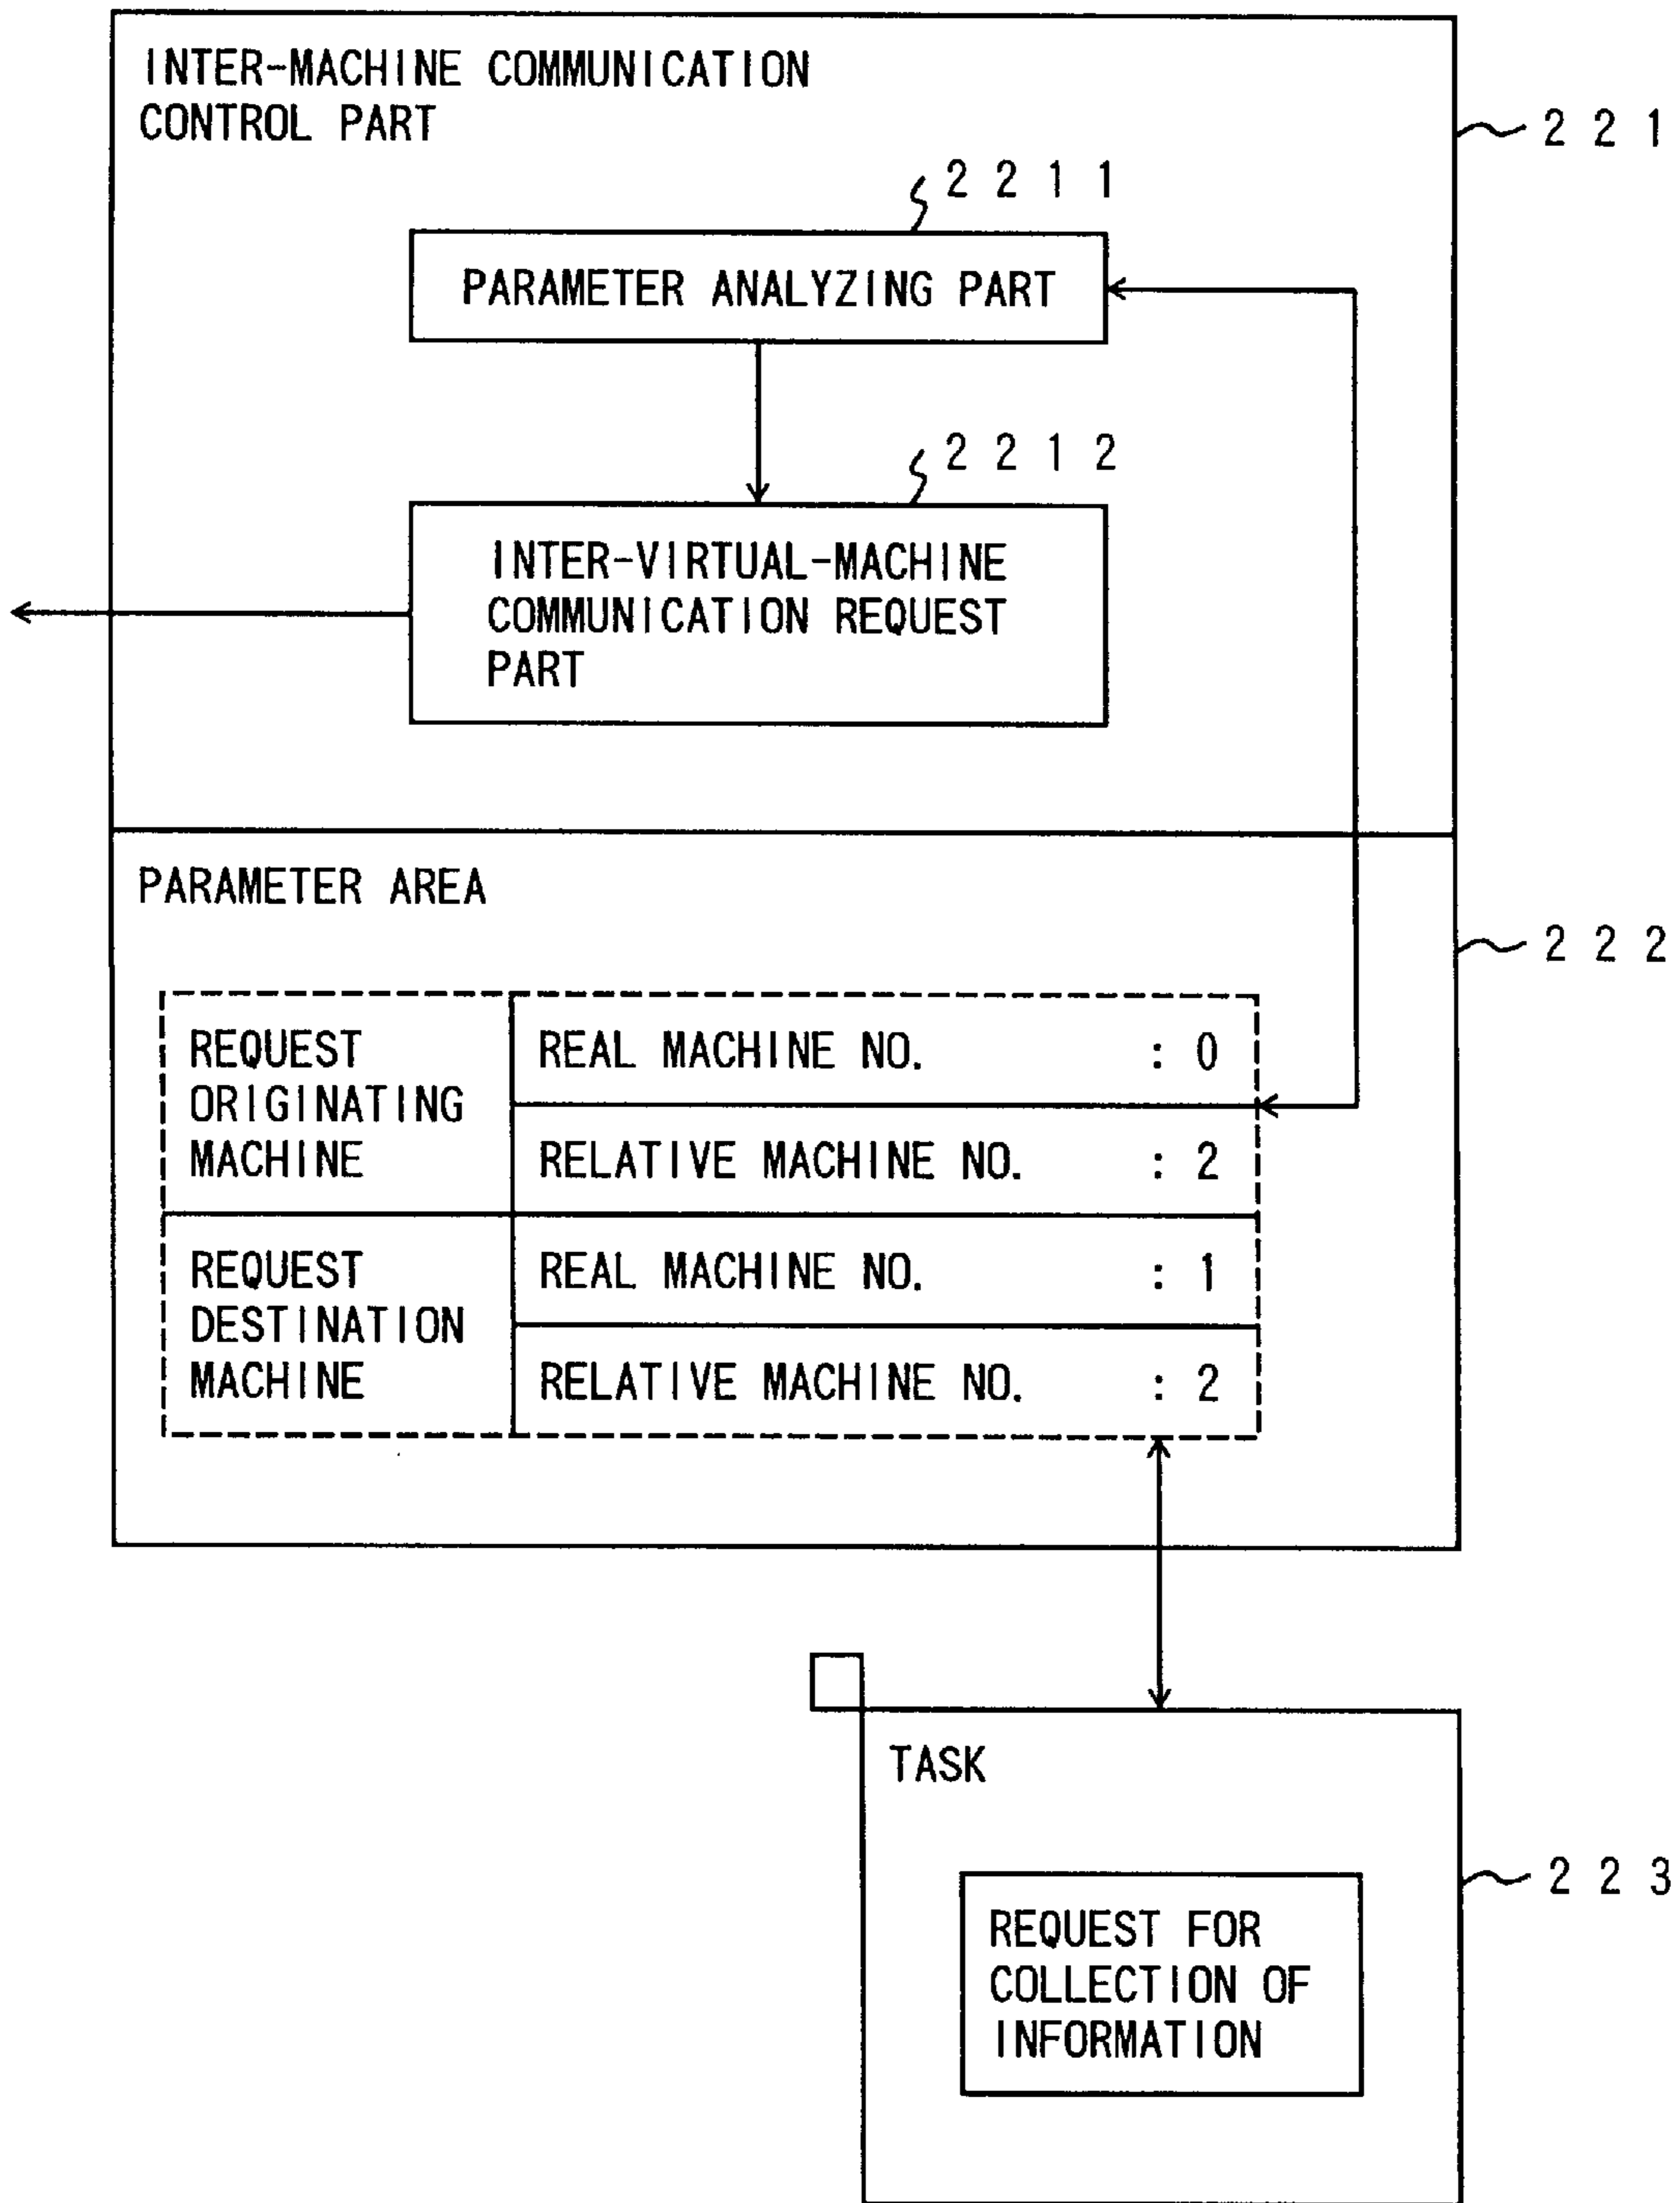 INTER-MACHINE COMMUNICATION
CONTROL PART
221
2211
PARAMETER ANALYZING PART
2212
INTER-VIRTUAL-MACHINE
COMMUNICATION REQUEST
PART
PARAMETER AREA
222
REQUEST
ORIGINATING
MACHINE
REAL MACHINE NO. : 0
RELATIVE MACHINE NO. : 2
REQUEST
DESTINATION
MACHINE
REAL MACHINE NO. : 1
RELATIVE MACHINE NO. : 2
TASK
223
REQUEST FOR
COLLECTION OF
INFORMATION